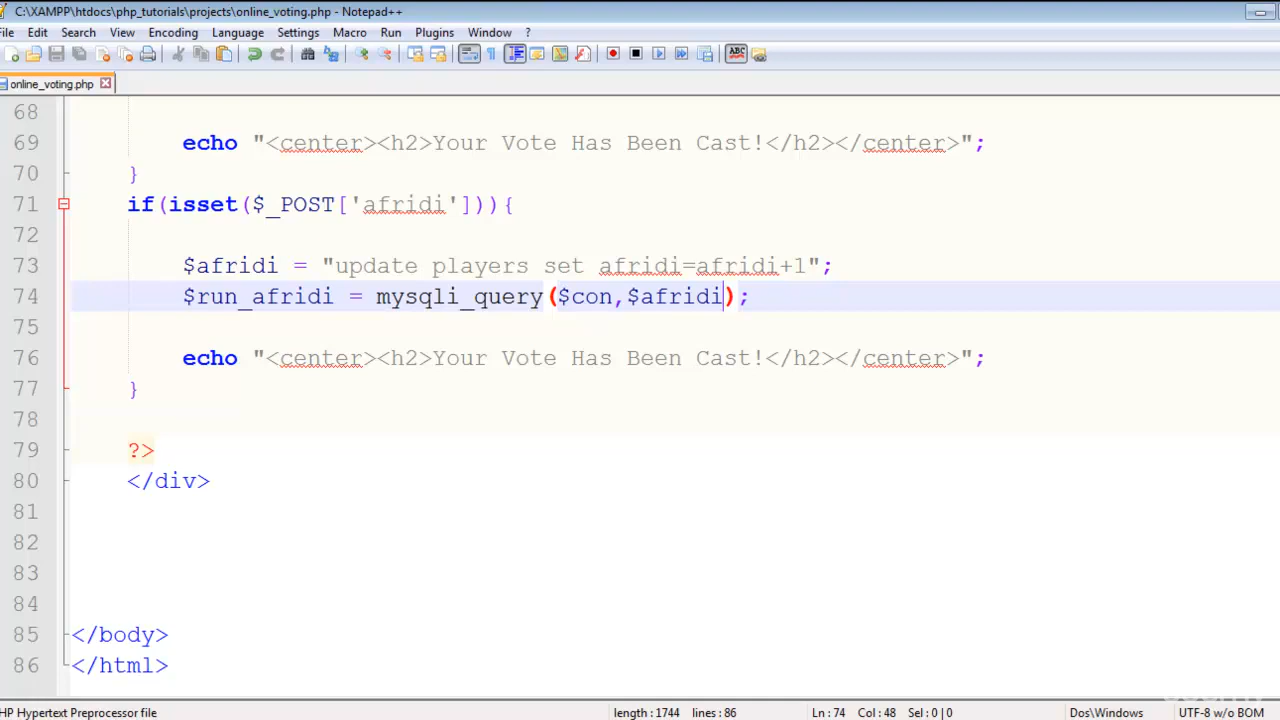 C:\XAMPP\htdocs\php_tutorials\projects\online_voting.php - Notepad++
File Edit Search View Encoding Language Settings Macro Run Plugins Window ?
online_voting.php
68
69 echo "<center><h2>Your Vote Has Been Cast!</h2></center>";
70 }
71 if(isset($_POST['afridi'])){
72
73 $afridi = "update players set afridi=afridi+1";
74 $run_afridi = mysqli_query($con,$afridi);
75
76 echo "<center><h2>Your Vote Has Been Cast!</h2></center>";
77 }
78
79 ?>
80 </div>
81
82
83
84
85 </body>
86 </html>
PHP Hypertext Preprocessor file length : 1744 lines : 86 Ln : 74 Col : 48 Sel : 0 | 0 Dos\Windows UTF-8 w/o BOM